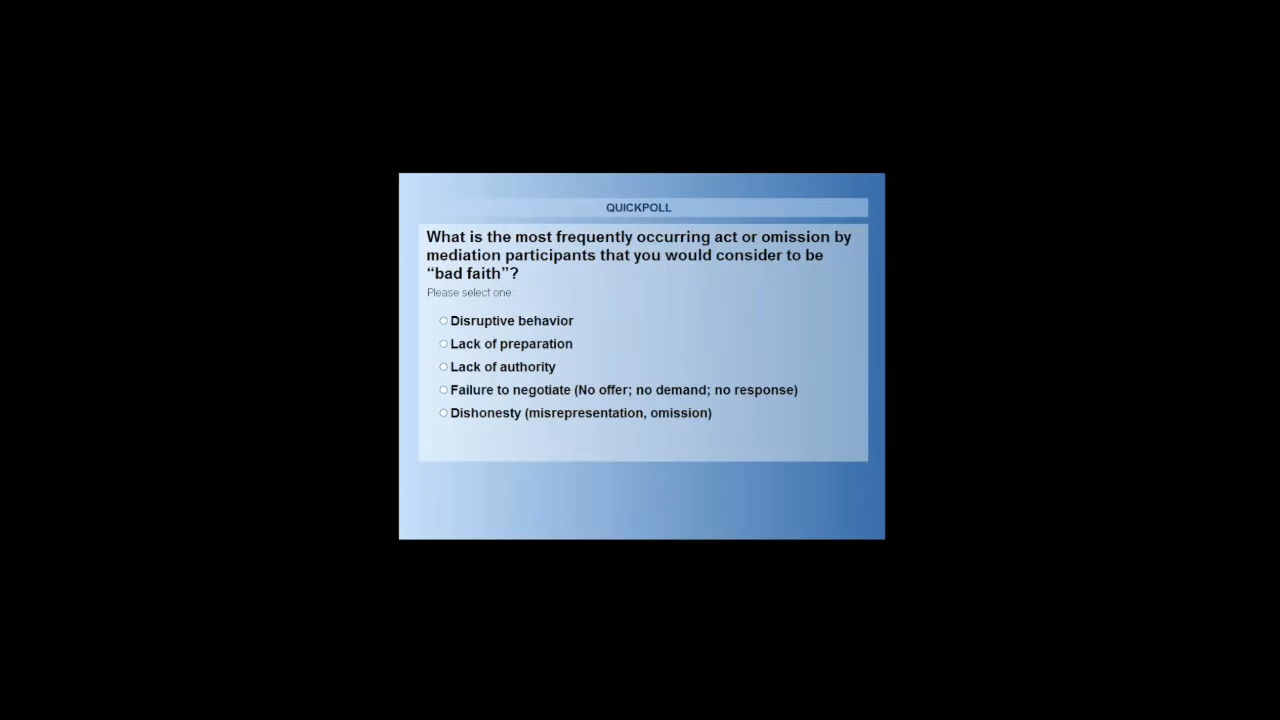 QUICKPOLL
What is the most frequently occurring act or omission by
mediation participants that you would consider to be
“bad faith”?
Please select one
Disruptive behavior
Lack of preparation
Lack of authority
Failure to negotiate (No offer; no demand; no response)
Dishonesty (misrepresentation, omission)